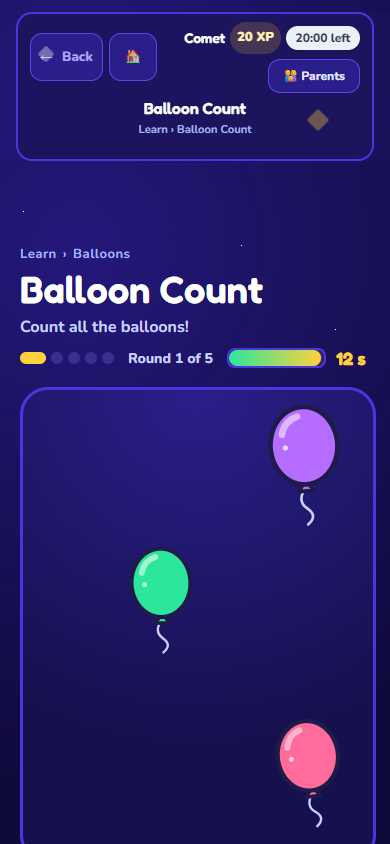 Back
Comet 20 XP 20:00 left
Parents
Balloon Count
Learn › Balloon Count
Learn › Balloons
Balloon Count
Count all the balloons!
Round 1 of 5 12 s